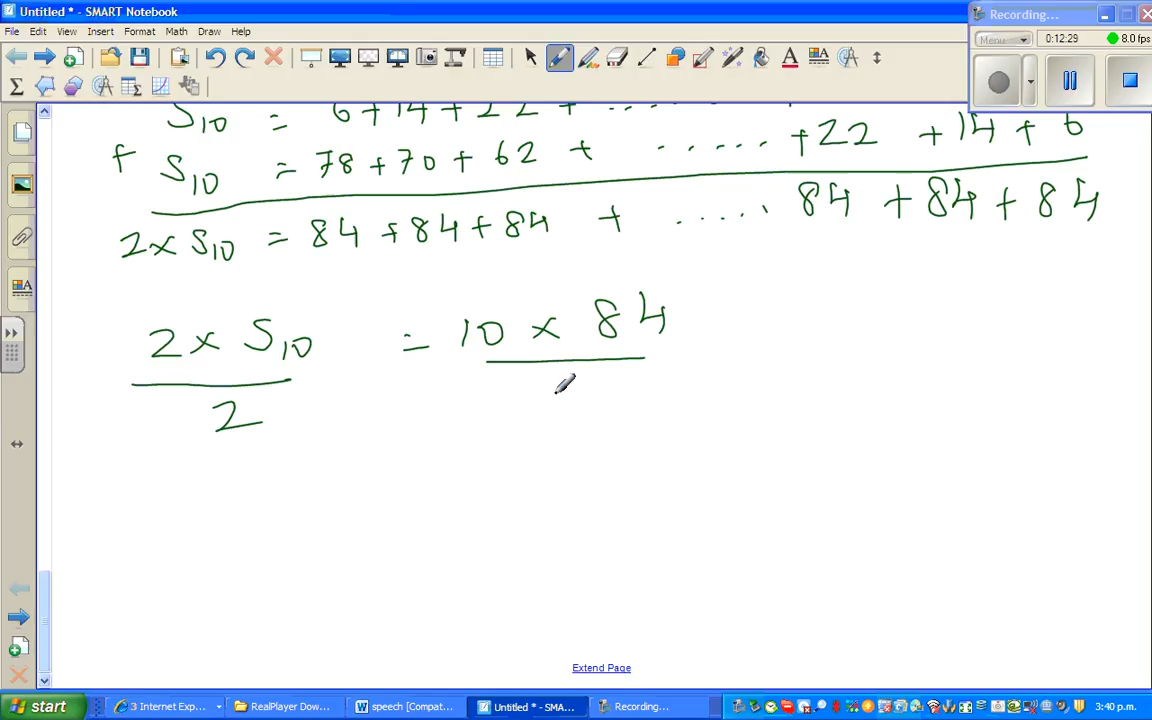 Untitled * - SMART Notebook
Recording...
File Edit View Insert Format Math Draw Help
Menu 0:12:29 8.0 fps
S10 = 6 + 14 + 22 + ......
+ S10 = 78 + 70 + 62 + ...... + 22 + 14 + 6
2 x S10 = 84 + 84 + 84 + ...... 84 + 84 + 84
2 x S10 = 10 x 84
2
Extend Page
start 3 Internet Exp... RealPlayer Dow... speech [Compat... Untitled * - SMA... Recording... 3:40 p.m.